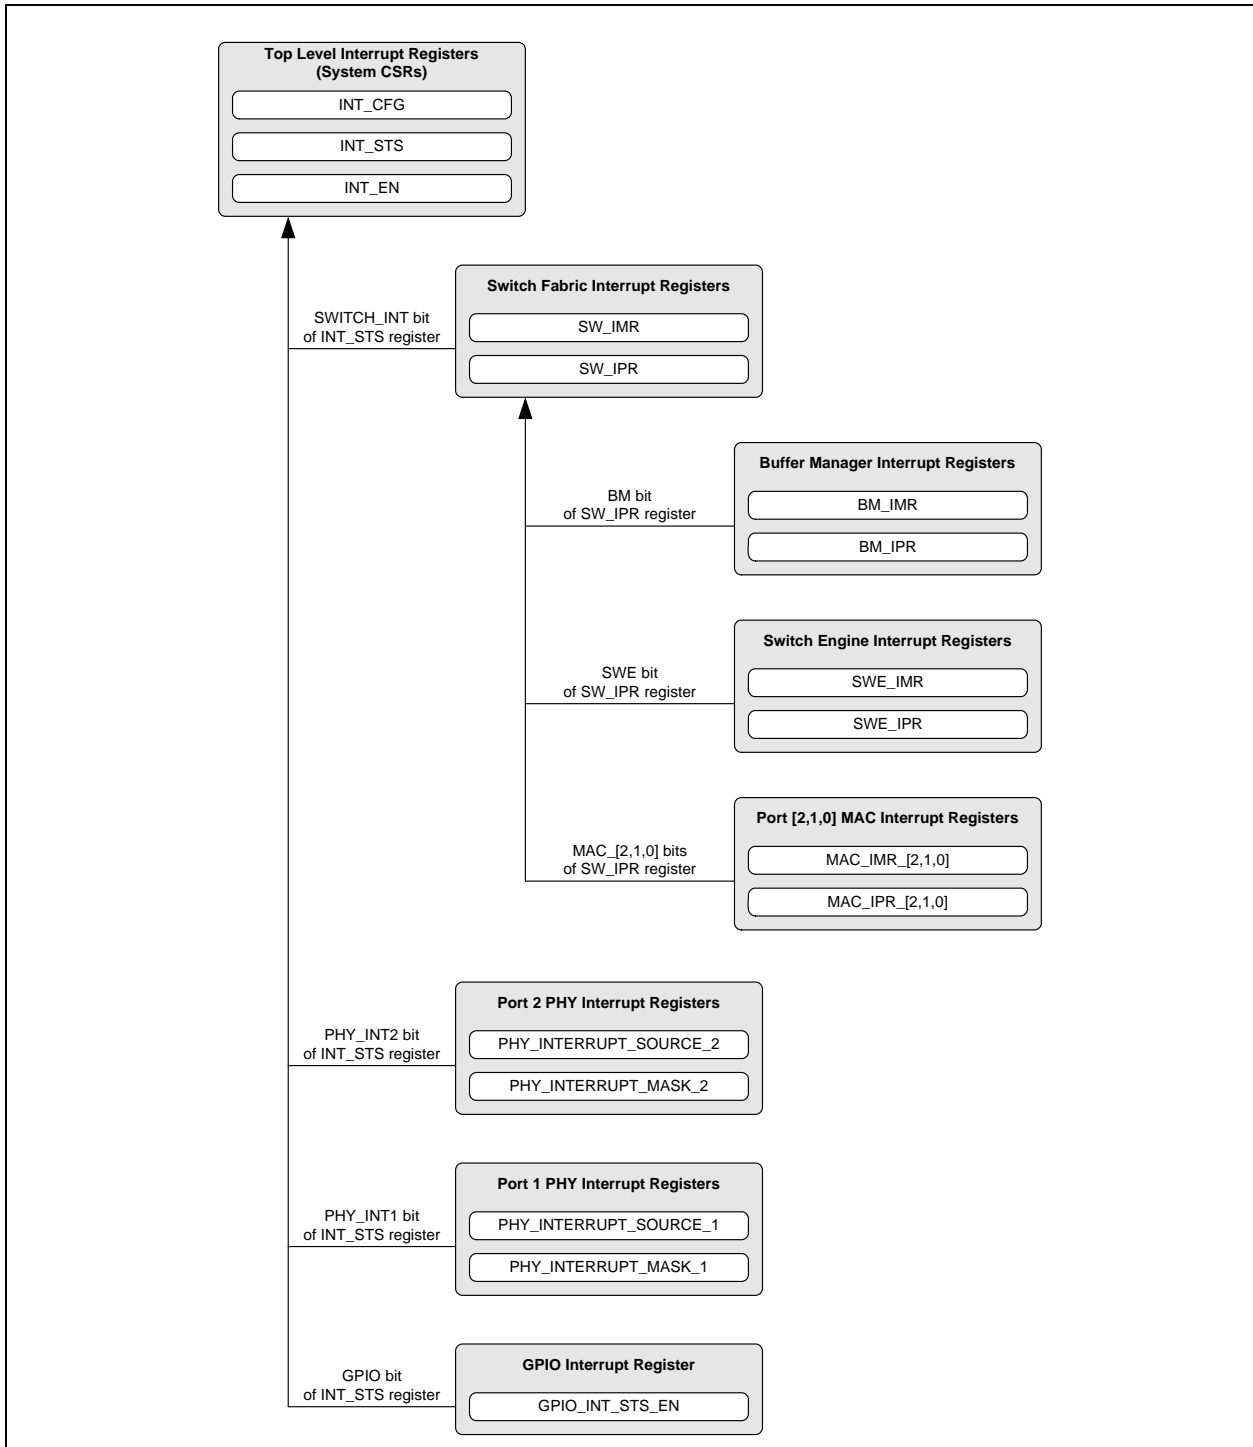 Top Level Interrupt Registers
(System CSRs)
INT_CFG
INT_STS
INT_EN
SWITCH_INT bit
of INT_STS register
Switch Fabric Interrupt Registers
SW_IMR
SW_IPR
BM bit
of SW_IPR register
Buffer Manager Interrupt Registers
BM_IMR
BM_IPR
SWE bit
of SW_IPR register
Switch Engine Interrupt Registers
SWE_IMR
SWE_IPR
MAC_[2,1,0] bits
of SW_IPR register
Port [2,1,0] MAC Interrupt Registers
MAC_IMR_[2,1,0]
MAC_IPR_[2,1,0]
PHY_INT2 bit
of INT_STS register
Port 2 PHY Interrupt Registers
PHY_INTERRUPT_SOURCE_2
PHY_INTERRUPT_MASK_2
PHY_INT1 bit
of INT_STS register
Port 1 PHY Interrupt Registers
PHY_INTERRUPT_SOURCE_1
PHY_INTERRUPT_MASK_1
GPIO bit
of INT_STS register
GPIO Interrupt Register
GPIO_INT_STS_EN